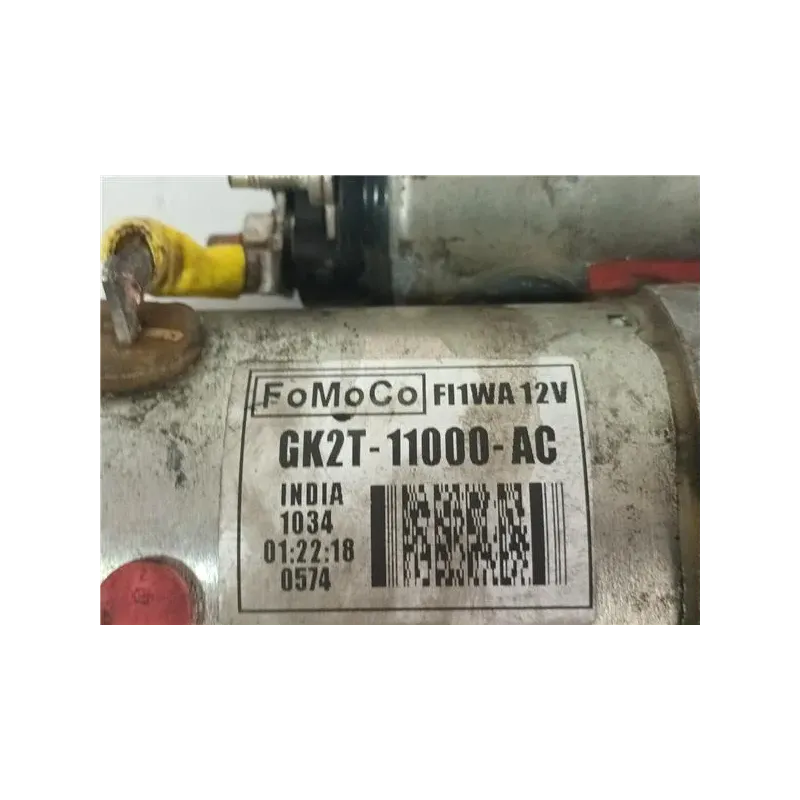 FoMoCo FI1WA 12V
GK2T-11000-AC
INDIA
1034
01:22:18
0574